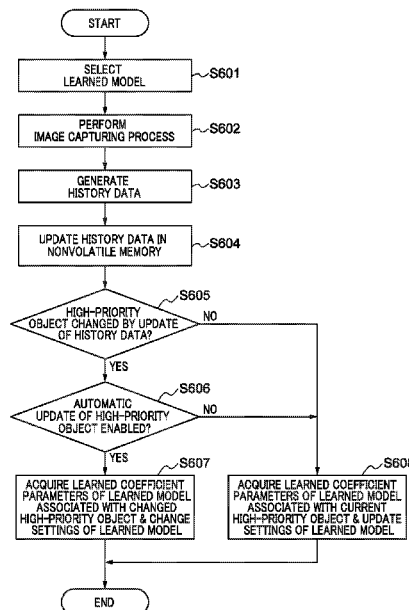 START
SELECT
LEARNED MODEL
S601
PERFORM
IMAGE CAPTURING PROCESS
S602
GENERATE
HISTORY DATA
S603
UPDATE HISTORY DATA IN
NONVOLATILE MEMORY
S604
S605
HIGH-PRIORITY
OBJECT CHANGED BY UPDATE
OF HISTORY DATA?
NO
YES
S606
AUTOMATIC
UPDATE OF HIGH-PRIORITY
OBJECT ENABLED?
NO
YES
S607
ACQUIRE LEARNED COEFFICIENT
PARAMETERS OF LEARNED MODEL
ASSOCIATED WITH CHANGED
HIGH-PRIORITY OBJECT & CHANGE
SETTINGS OF LEARNED MODEL
S608
ACQUIRE LEARNED COEFFICIENT
PARAMETERS OF LEARNED MODEL
ASSOCIATED WITH CURRENT
HIGH-PRIORITY OBJECT & UPDATE
SETTINGS OF LEARNED MODEL
END